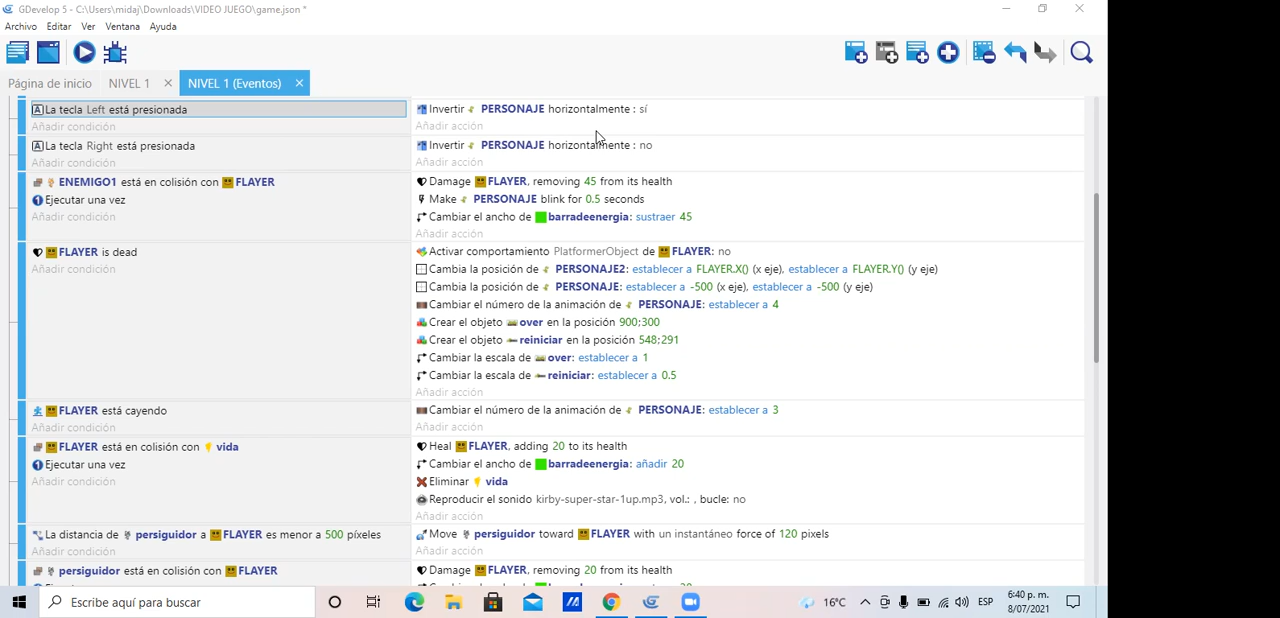 GDevelop 5 - C:\Users\midaj\Downloads\VIDEO JUEGO\game.json *
Archivo Editar Ver Ventana Ayuda
Página de inicio NIVEL 1 × NIVEL 1 (Eventos) ×
La tecla Left está presionada Invertir PERSONAJE horizontalmente : sí
Añadir condición Añadir acción
La tecla Right está presionada Invertir PERSONAJE horizontalmente : no
Añadir condición Añadir acción
ENEMIGO1 está en colisión con FLAYER Damage FLAYER, removing 45 from its health
Ejecutar una vez Make PERSONAJE blink for 0.5 seconds
Añadir condición Cambiar el ancho de barradeenergia: sustraer 45
Añadir acción
FLAYER is dead Activar comportamiento PlatformerObject de FLAYER: no
Añadir condición Cambia la posición de PERSONAJE2: establecer a FLAYER.X() (x eje), establecer a FLAYER.Y() (y eje)
Cambia la posición de PERSONAJE: establecer a -500 (x eje), establecer a -500 (y eje)
Cambiar el número de la animación de PERSONAJE: establecer a 4
Crear el objeto over en la posición 900;300
Crear el objeto reiniciar en la posición 548;291
Cambiar la escala de over: establecer a 1
Cambiar la escala de reiniciar: establecer a 0.5
Añadir acción
FLAYER está cayendo Cambiar el número de la animación de PERSONAJE: establecer a 3
Añadir condición Añadir acción
FLAYER está en colisión con vida Heal FLAYER, adding 20 to its health
Ejecutar una vez Cambiar el ancho de barradeenergia: añadir 20
Añadir condición Eliminar vida
Reproducir el sonido kirby-super-star-1up.mp3, vol.: , bucle: no
Añadir acción
La distancia de persiguidor a FLAYER es menor a 500 píxeles Move persiguidor toward FLAYER with un instantáneo force of 120 pixels
Añadir condición Añadir acción
persiguidor está en colisión con FLAYER Damage FLAYER, removing 20 from its health
Escribe aquí para buscar 16°C ESP 6:40 p. m.
8/07/2021